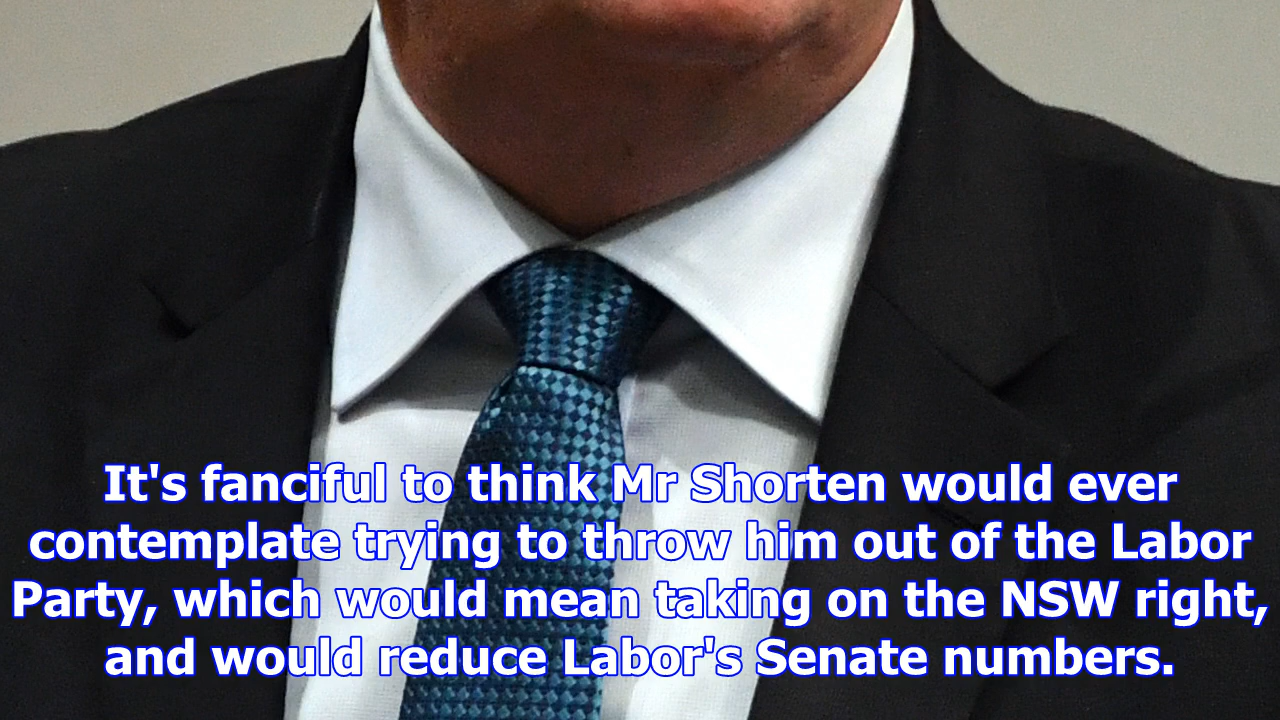 It's fanciful to think Mr Shorten would ever
contemplate trying to throw him out of the Labor
Party, which would mean taking on the NSW right,
and would reduce Labor's Senate numbers.